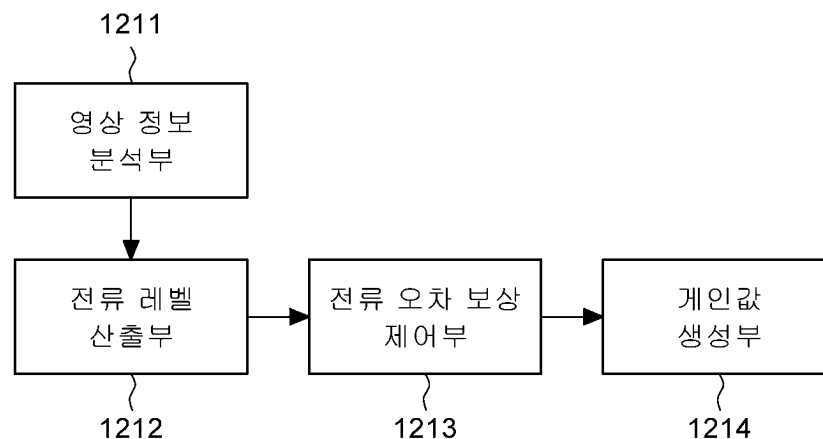 1211
영상 정보
분석부
전류 레벨
산출부
전류 오차 보상
제어부
게인값
생성부
1212
1213
1214